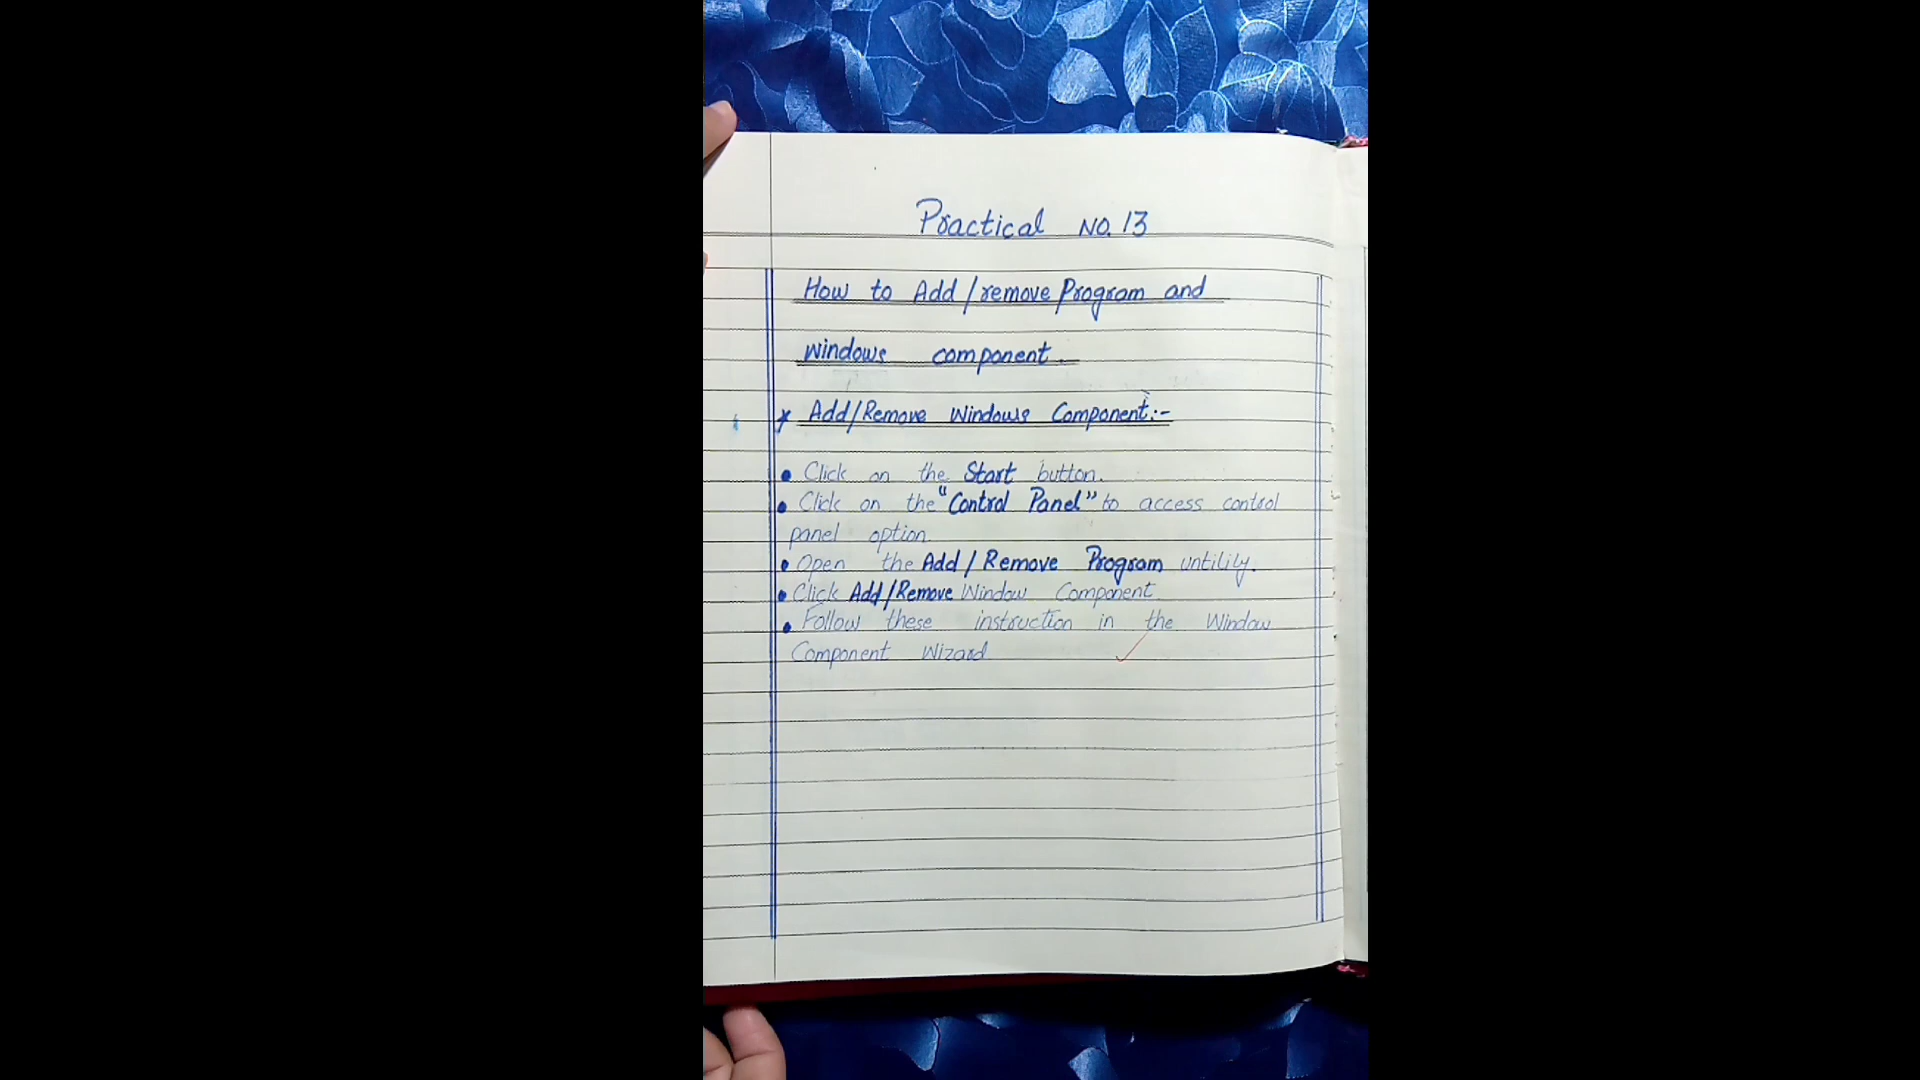 Practical NO. 13
How to Add/remove Program and
windows component.
* Add/Remove Windows Component:-
• Click on the Start button.
• Click on the "Control Panel" to access control
panel option.
• Open the Add/Remove Program untilily.
• Click Add/Remove Window Component.
• Follow these instruction in the Window
Component Wizard